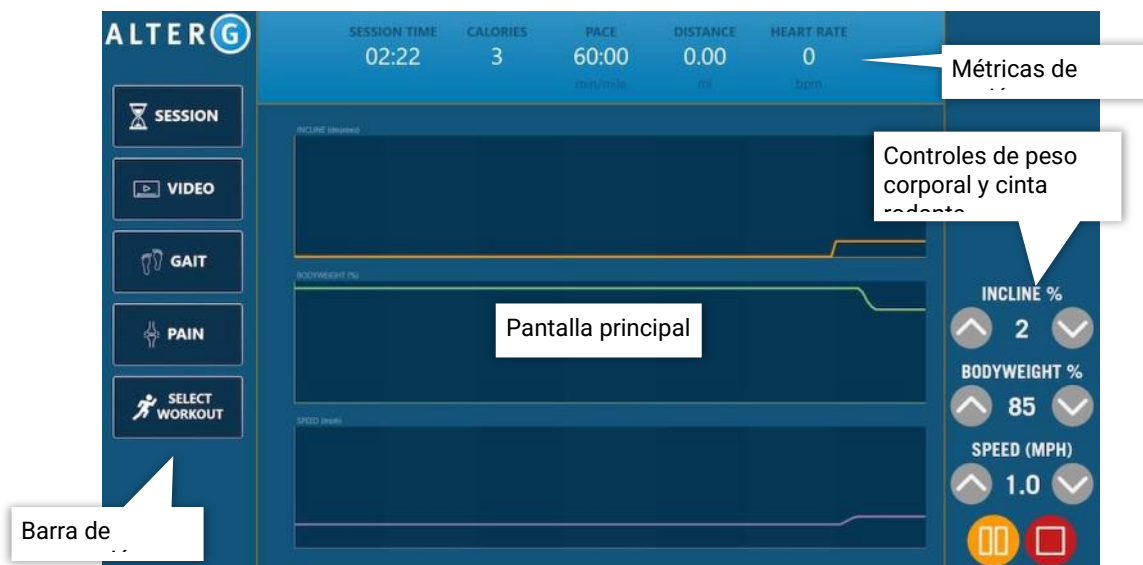 ALTERG
SESSION TIME
02:22
CALORIES
3
PACE
60:00
min/mile
DISTANCE
0.00
mi
HEART RATE
0
bpm
Métricas de
SESSION
VIDEO
GAIT
PAIN
SELECT
WORKOUT
INCLINE (degrees)
BODYWEIGHT (%)
SPEED (mph)
Pantalla principal
Controles de peso
corporal y cinta
INCLINE %
2
BODYWEIGHT %
85
SPEED (MPH)
1.0
Barra de